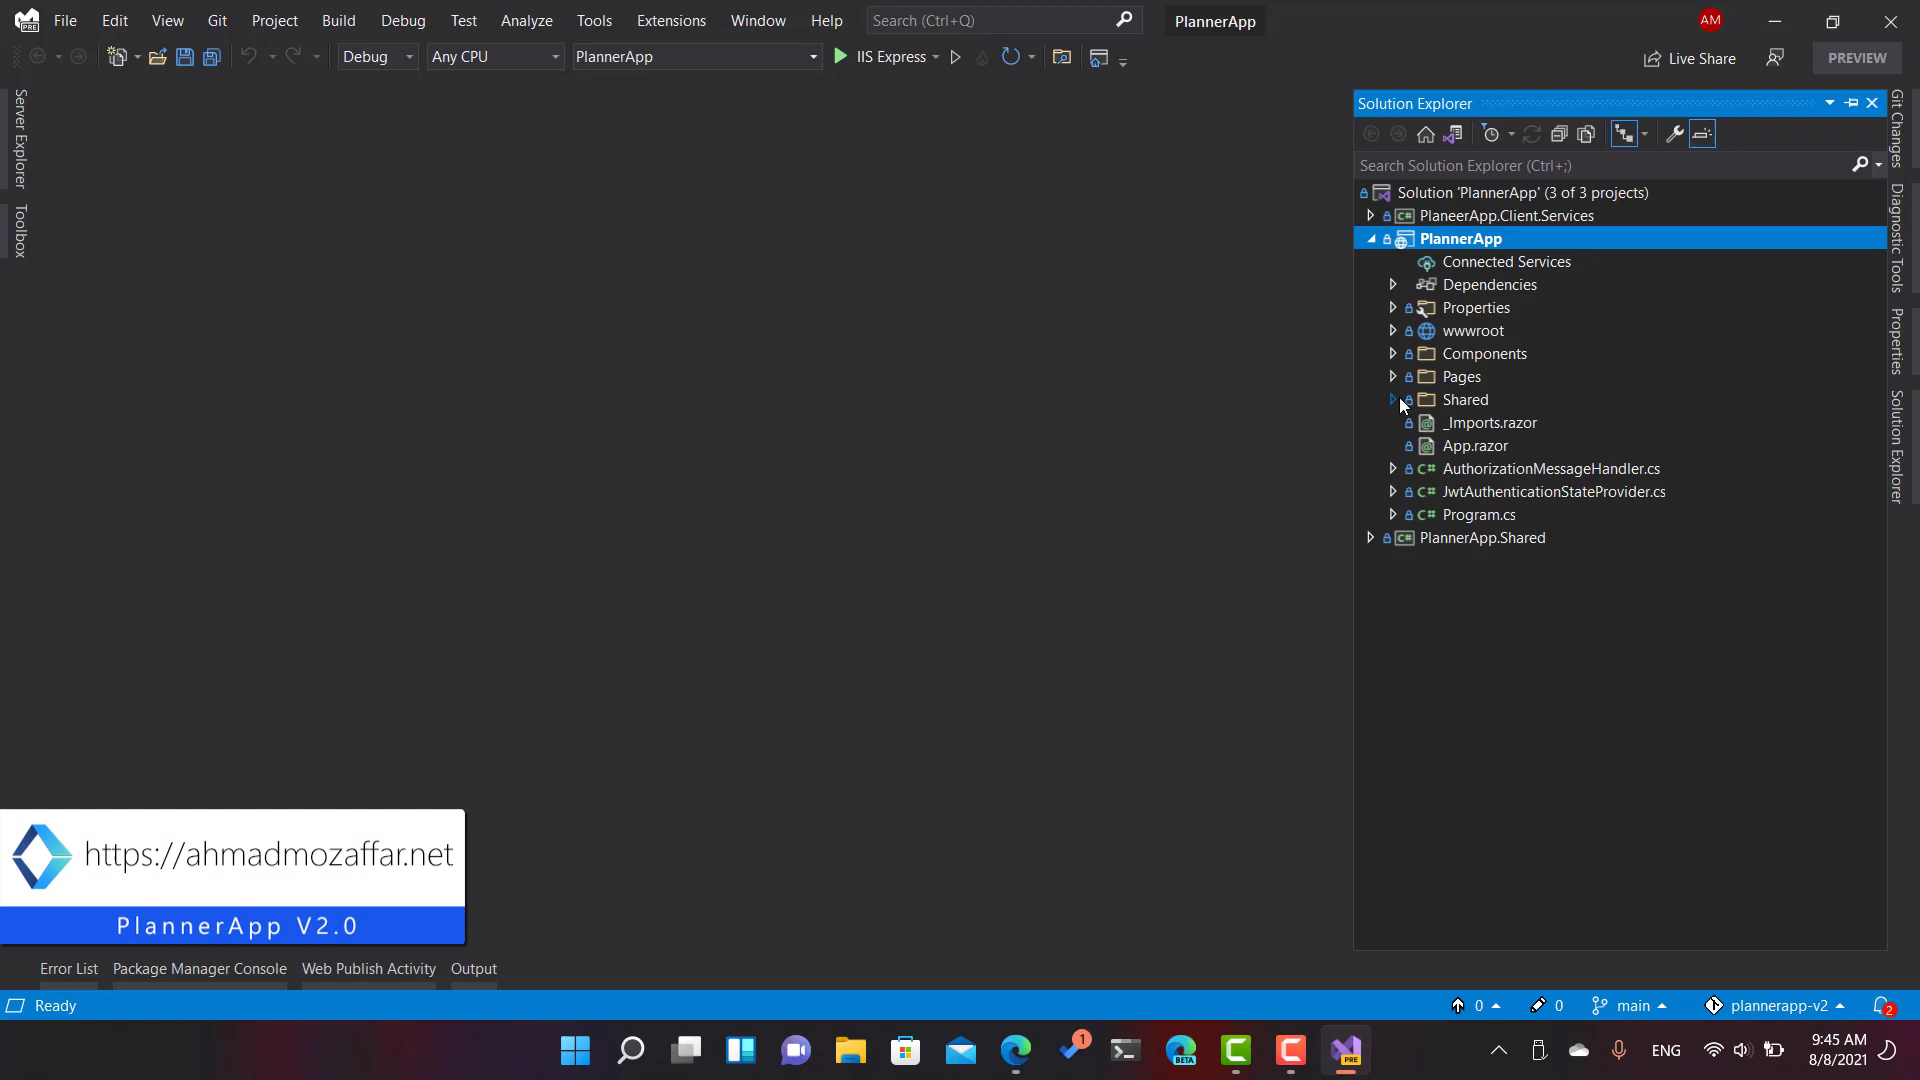 File Edit View Git Project Build Debug Test Analyze Tools Extensions Window Help Search (Ctrl+Q) PlannerApp AM
Debug Any CPU PlannerApp IIS Express Live Share PREVIEW
Server Explorer
Toolbox
Solution Explorer
Search Solution Explorer (Ctrl+;)
Solution 'PlannerApp' (3 of 3 projects)
PlaneerApp.Client.Services
PlannerApp
Connected Services
Dependencies
Properties
wwwroot
Components
Pages
Shared
_Imports.razor
App.razor
C# AuthorizationMessageHandler.cs
C# JwtAuthenticationStateProvider.cs
C# Program.cs
PlannerApp.Shared
Git Changes
Diagnostic Tools
Properties
Solution Explorer
https://ahmadmozaffar.net
PlannerApp V2.0
Error List Package Manager Console Web Publish Activity Output
Ready 0 0 main plannerapp-v2 2
1 BETA PRE ENG 9:45 AM
8/8/2021